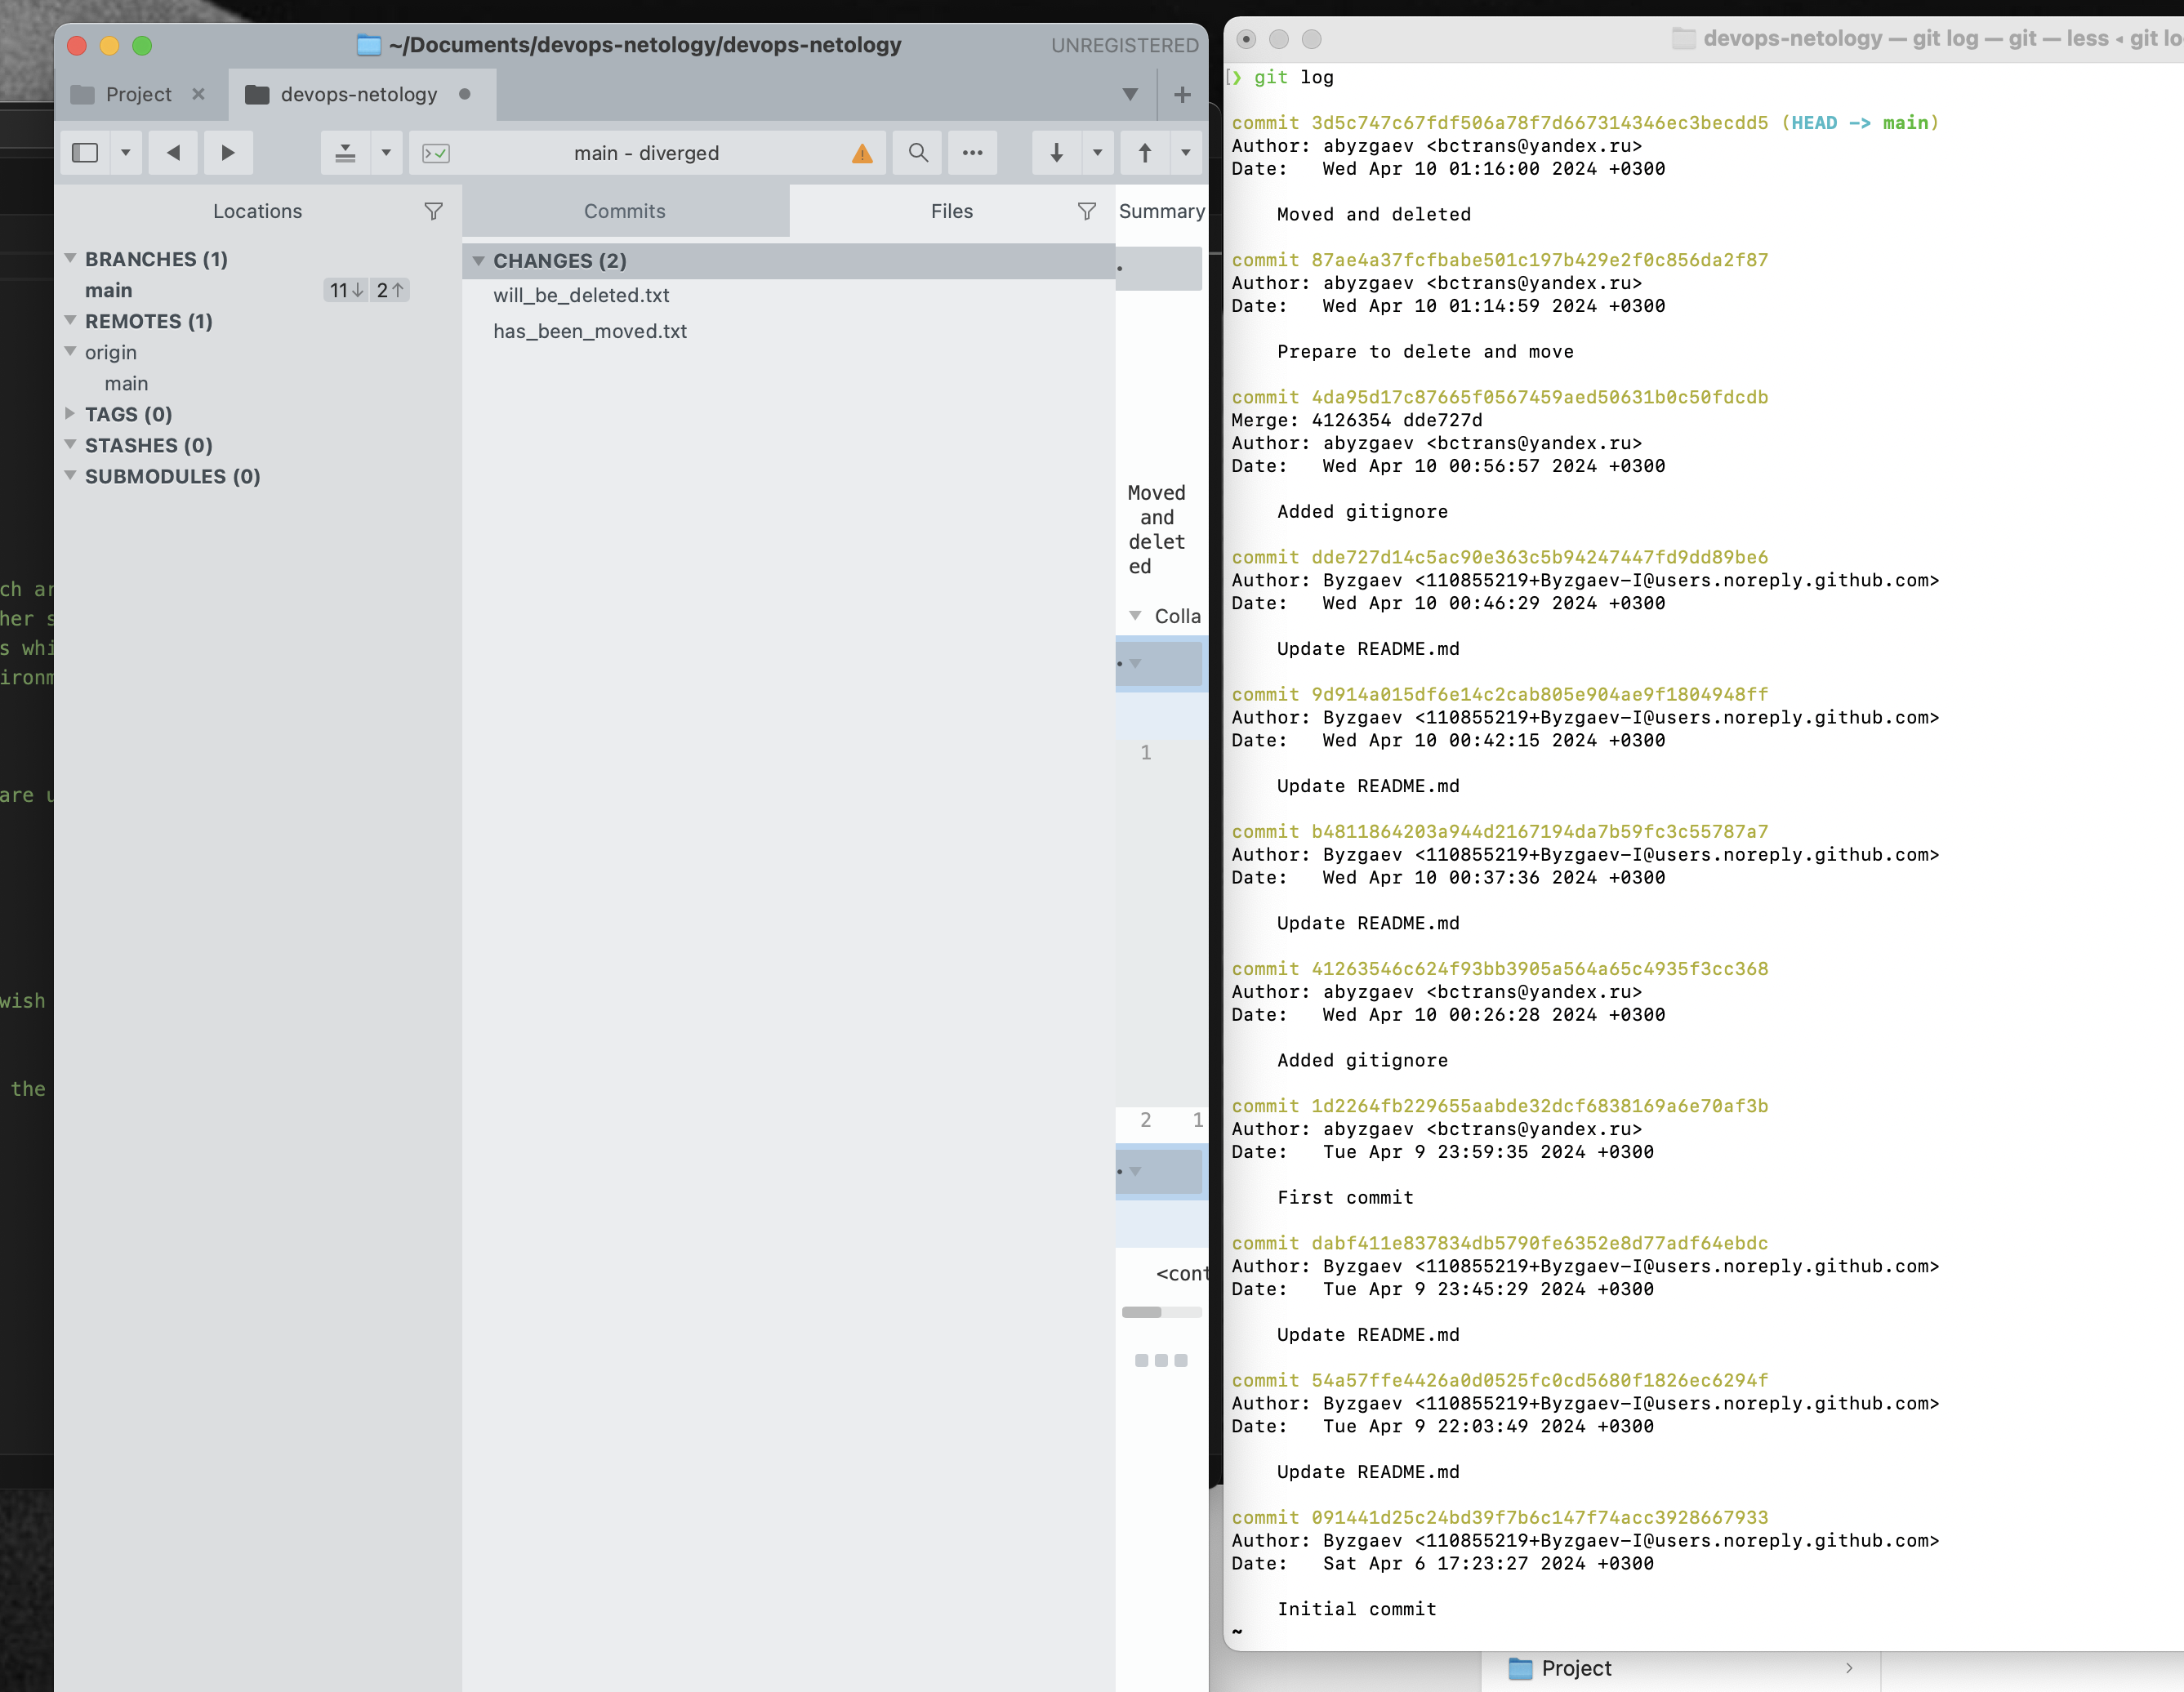 ~/Documents/devops-netology/devops-netology
UNREGISTERED
Project
devops-netology
main - diverged
Locations
Commits
Files
Summary
BRANCHES (1)
main 11↓ 2↑
REMOTES (1)
origin
main
TAGS (0)
STASHES (0)
SUBMODULES (0)
CHANGES (2)
will_be_deleted.txt
has_been_moved.txt
Moved
and
delet
ed
Colla
1
2 1
<cont
ch ar
her s
s whi
ironm
are u
wish
the
devops-netology — git log — git — less ◂ git lo
❯ git log
commit 3d5c747c67fdf506a78f7d667314346ec3becdd5 (HEAD -> main)
Author: abyzgaev <bctrans@yandex.ru>
Date:   Wed Apr 10 01:16:00 2024 +0300
Moved and deleted
commit 87ae4a37fcfbabe501c197b429e2f0c856da2f87
Author: abyzgaev <bctrans@yandex.ru>
Date:   Wed Apr 10 01:14:59 2024 +0300
Prepare to delete and move
commit 4da95d17c87665f0567459aed50631b0c50fdcdb
Merge: 4126354 dde727d
Author: abyzgaev <bctrans@yandex.ru>
Date:   Wed Apr 10 00:56:57 2024 +0300
Added gitignore
commit dde727d14c5ac90e363c5b94247447fd9dd89be6
Author: Byzgaev <110855219+Byzgaev-I@users.noreply.github.com>
Date:   Wed Apr 10 00:46:29 2024 +0300
Update README.md
commit 9d914a015df6e14c2cab805e904ae9f1804948ff
Author: Byzgaev <110855219+Byzgaev-I@users.noreply.github.com>
Date:   Wed Apr 10 00:42:15 2024 +0300
Update README.md
commit b4811864203a944d2167194da7b59fc3c55787a7
Author: Byzgaev <110855219+Byzgaev-I@users.noreply.github.com>
Date:   Wed Apr 10 00:37:36 2024 +0300
Update README.md
commit 41263546c624f93bb3905a564a65c4935f3cc368
Author: abyzgaev <bctrans@yandex.ru>
Date:   Wed Apr 10 00:26:28 2024 +0300
Added gitignore
commit 1d2264fb229655aabde32dcf6838169a6e70af3b
Author: abyzgaev <bctrans@yandex.ru>
Date:   Tue Apr 9 23:59:35 2024 +0300
First commit
commit dabf411e837834db5790fe6352e8d77adf64ebdc
Author: Byzgaev <110855219+Byzgaev-I@users.noreply.github.com>
Date:   Tue Apr 9 23:45:29 2024 +0300
Update README.md
commit 54a57ffe4426a0d0525fc0cd5680f1826ec6294f
Author: Byzgaev <110855219+Byzgaev-I@users.noreply.github.com>
Date:   Tue Apr 9 22:03:49 2024 +0300
Update README.md
commit 091441d25c24bd39f7b6c147f74acc3928667933
Author: Byzgaev <110855219+Byzgaev-I@users.noreply.github.com>
Date:   Sat Apr 6 17:23:27 2024 +0300
Initial commit
~
Project